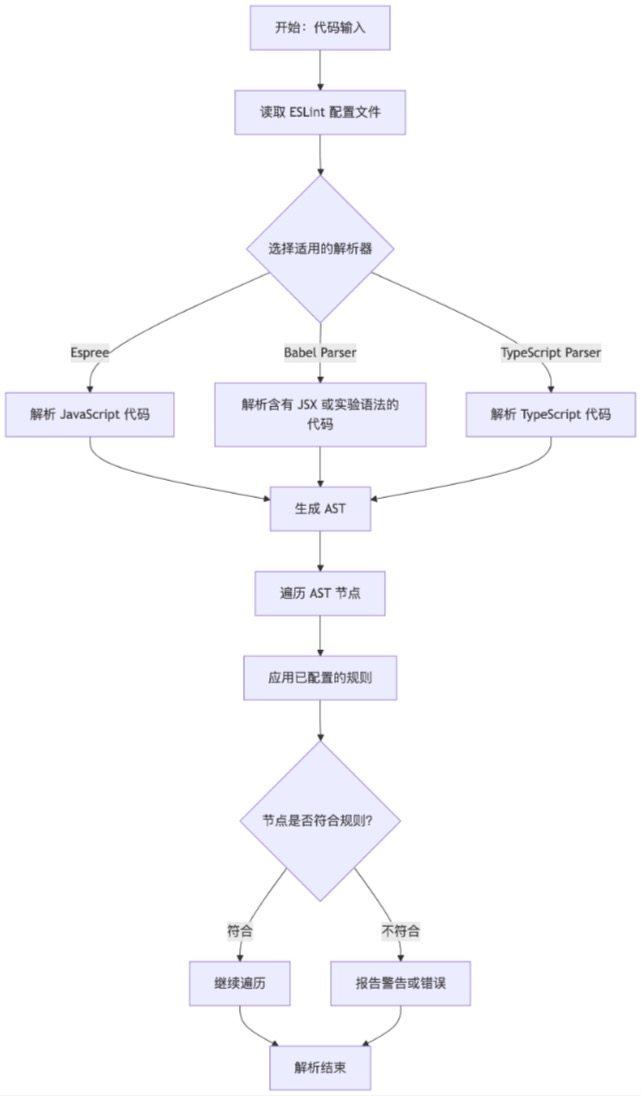 开始：代码输入
读取 ESLint 配置文件
选择适用的解析器
Espree
Babel Parser
TypeScript Parser
解析 JavaScript 代码
解析含有 JSX 或实验语法的
代码
解析 TypeScript 代码
生成 AST
遍历 AST 节点
应用已配置的规则
节点是否符合规则？
符合
不符合
继续遍历
报告警告或错误
解析结束